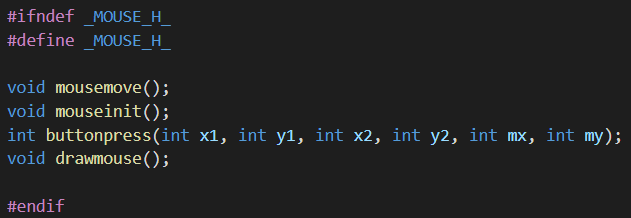 #ifndef _MOUSE_H_
#define _MOUSE_H_
void mousemove();
void mouseinit();
int buttonpress(int x1, int y1, int x2, int y2, int mx, int my);
void drawmouse();
#endif